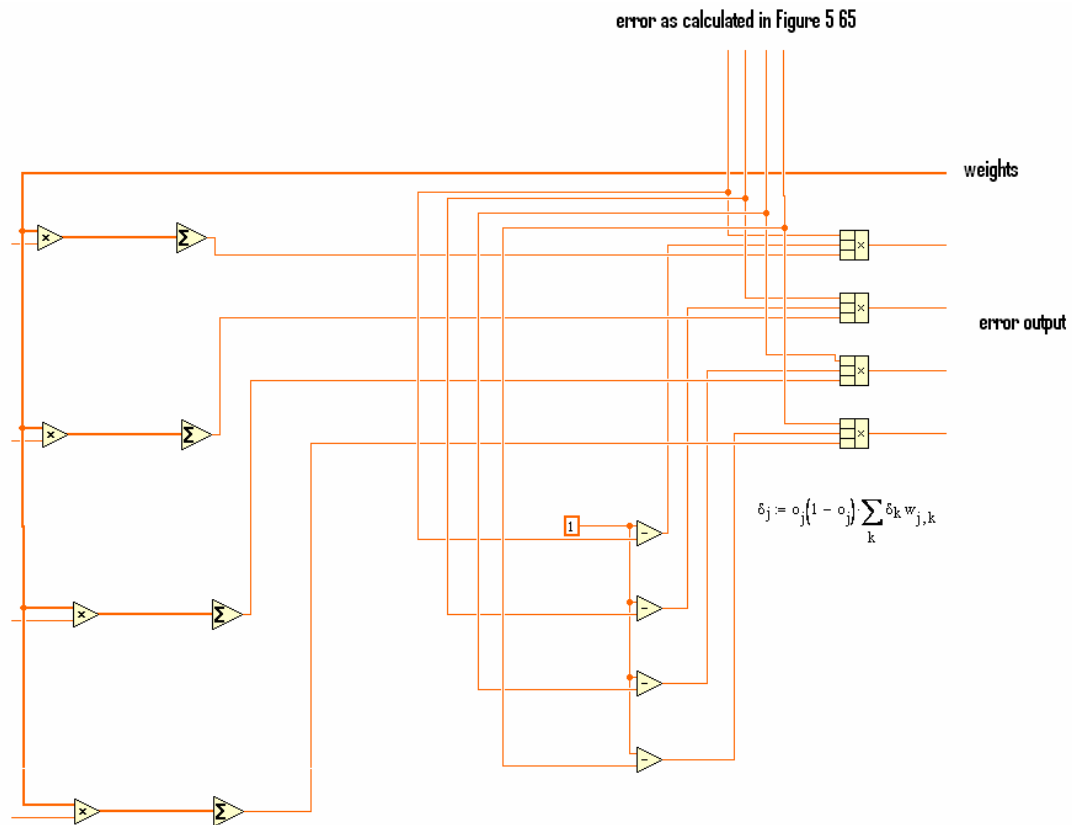 error as calculated in Figure 5 65
weights
× Σ ×
×
error output
×
× Σ ×
δj := oj(1 − oj)·∑k δk wj,k
1 −
−
× Σ
−
−
× Σ